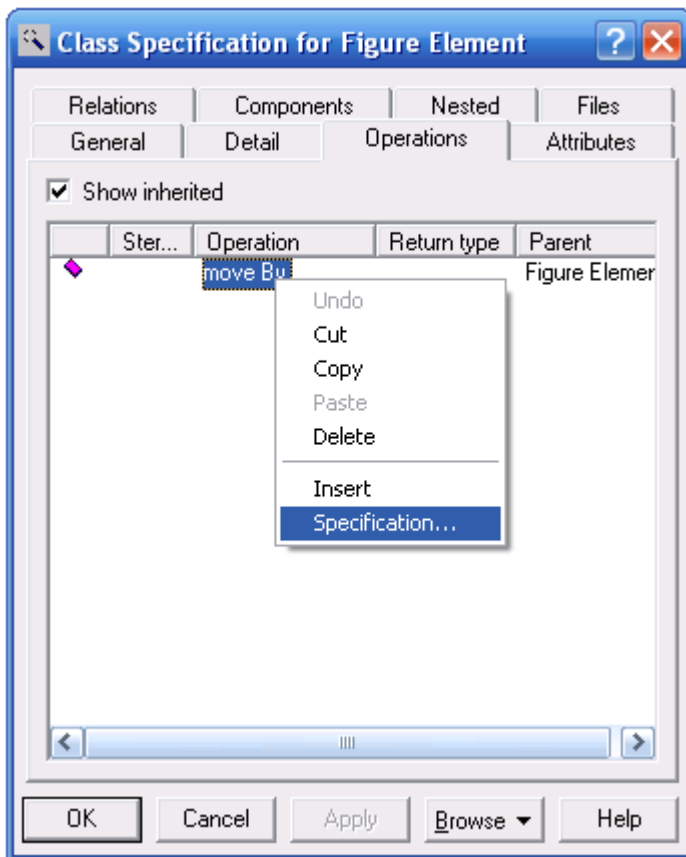 Class Specification for Figure Element
Relations Components Nested Files
General Detail Operations Attributes
Show inherited
Ster... Operation Return type Parent
move By Figure Elemer
Undo
Cut
Copy
Paste
Delete
Insert
Specification...
OK Cancel Apply Browse Help